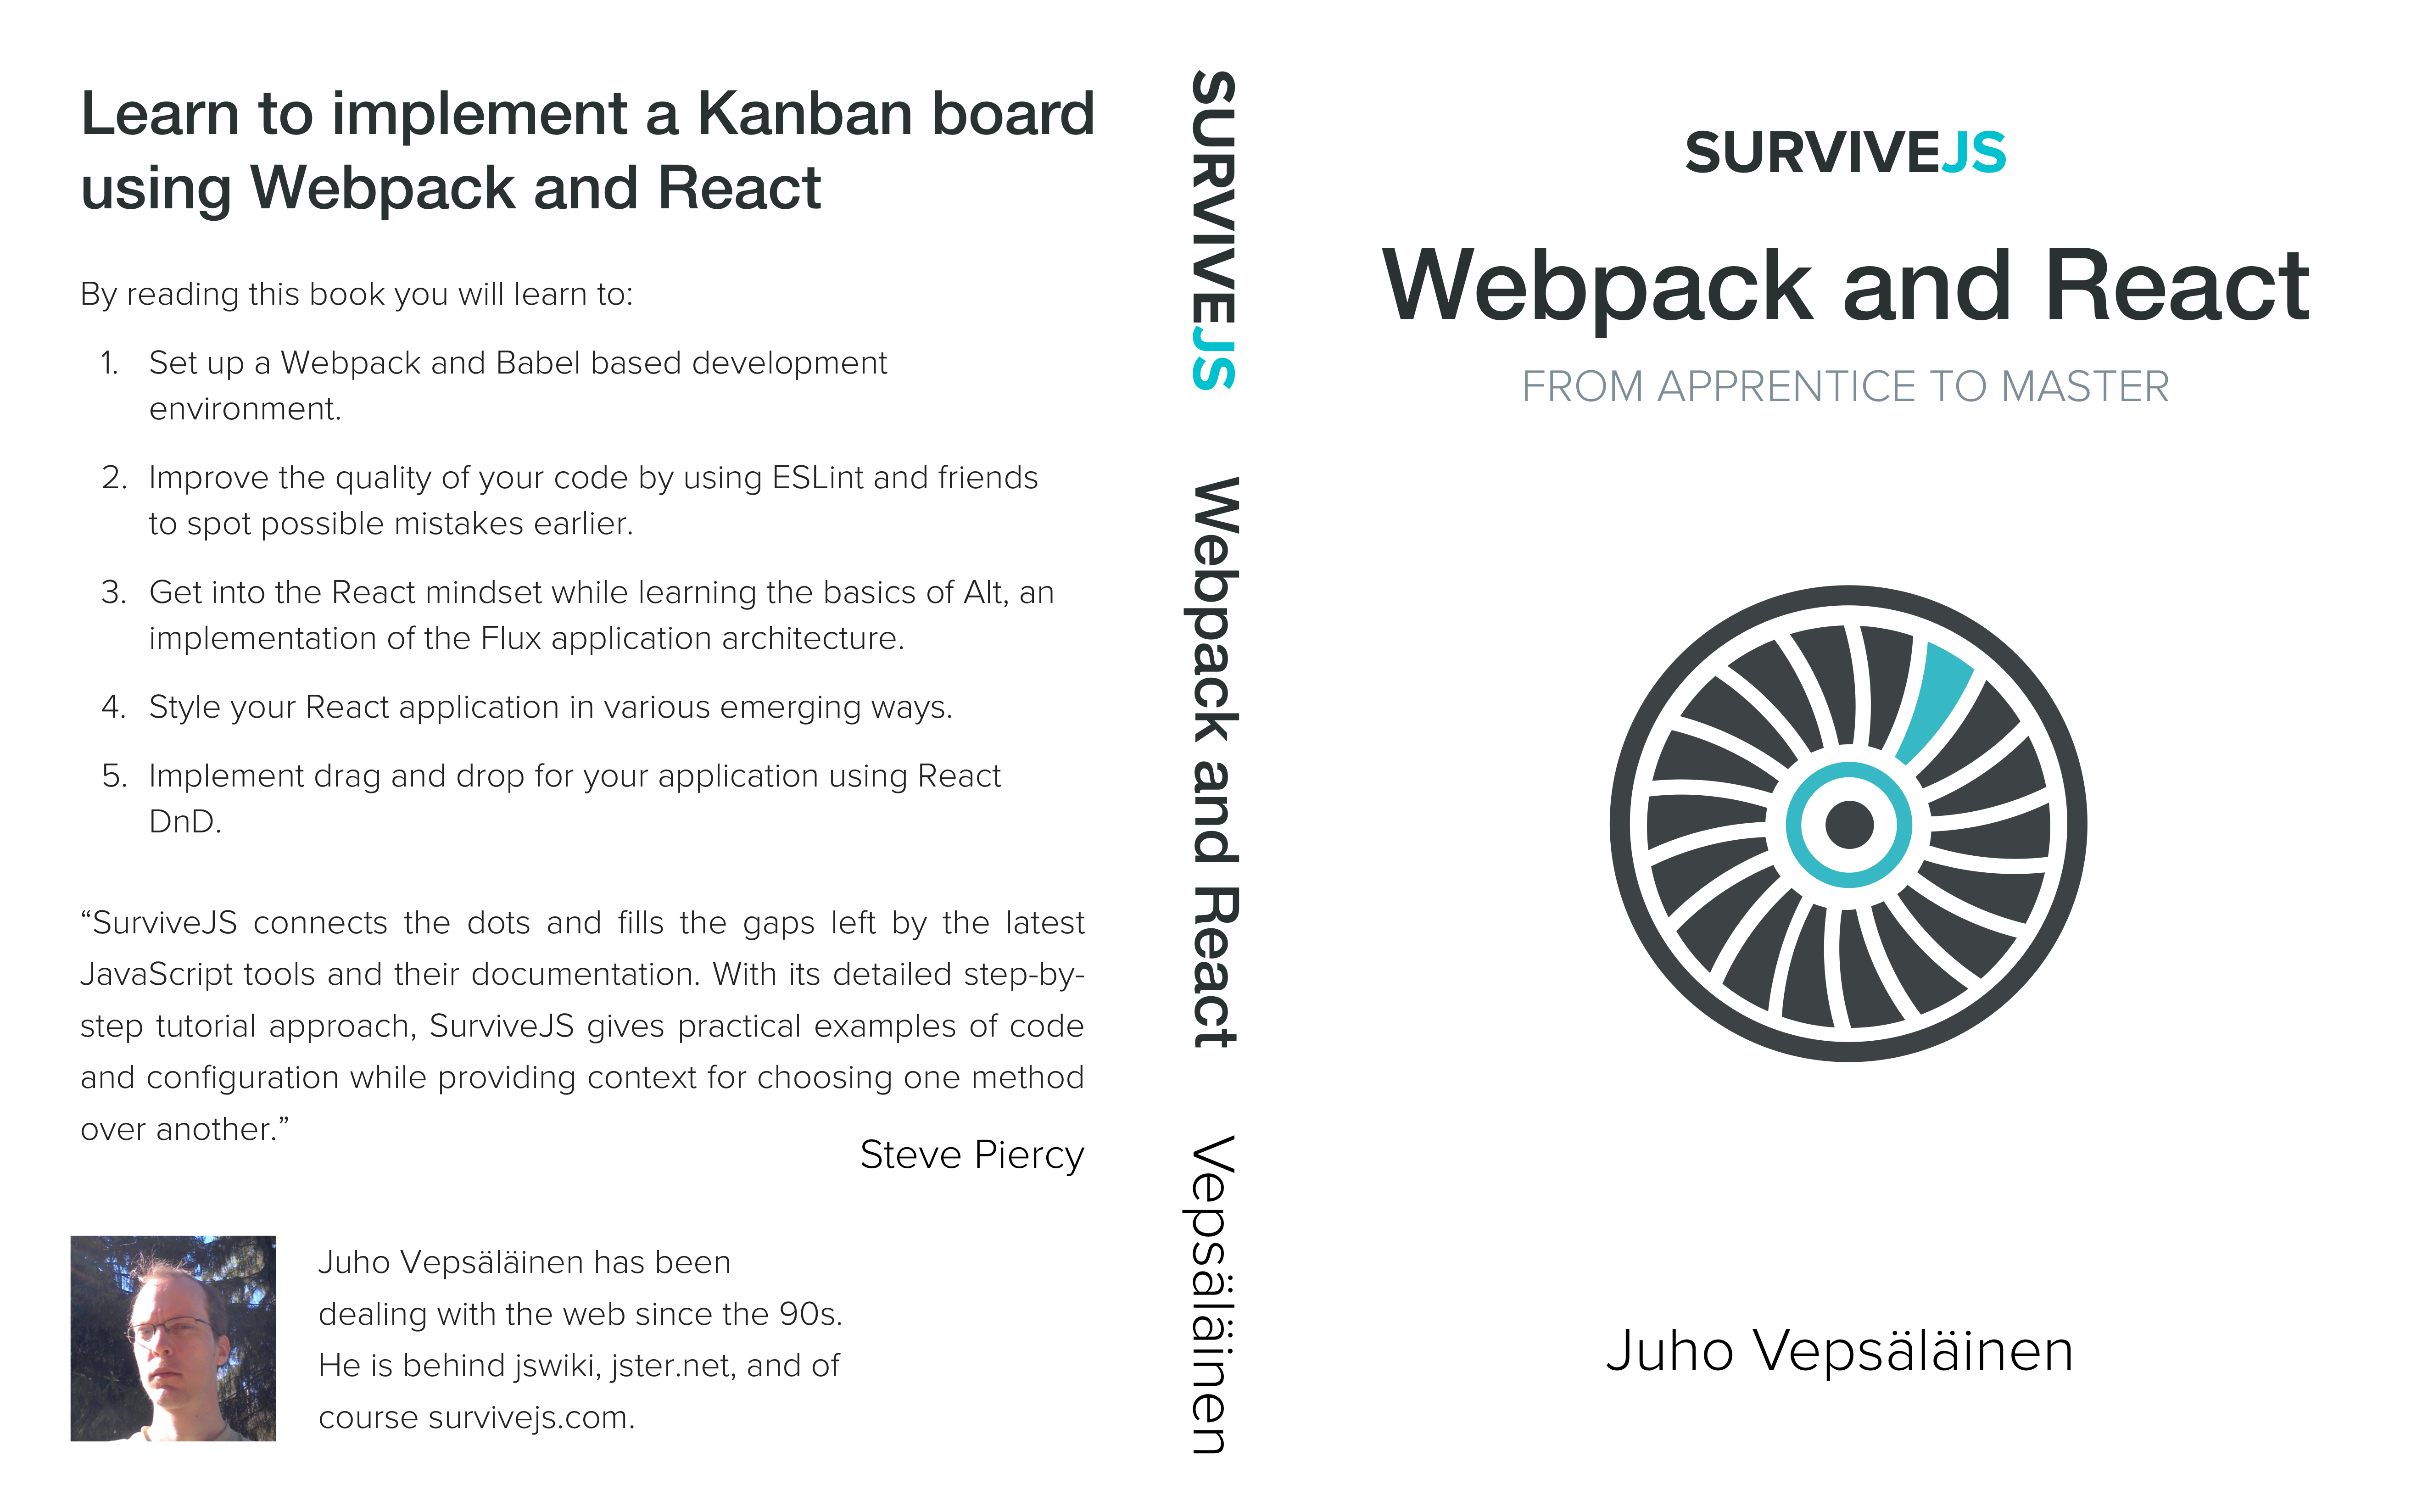 Learn to implement a Kanban board
using Webpack and React
By reading this book you will learn to:
1. Set up a Webpack and Babel based development
environment.
2. Improve the quality of your code by using ESLint and friends
to spot possible mistakes earlier.
3. Get into the React mindset while learning the basics of Alt, an
implementation of the Flux application architecture.
4. Style your React application in various emerging ways.
5. Implement drag and drop for your application using React
DnD.
“SurviveJS connects the dots and fills the gaps left by the latest
JavaScript tools and their documentation. With its detailed step-by-
step tutorial approach, SurviveJS gives practical examples of code
and configuration while providing context for choosing one method
over another.”
Steve Piercy
Juho Vepsäläinen has been
dealing with the web since the 90s.
He is behind jswiki, jster.net, and of
course survivejs.com.
SURVIVEJS Webpack and React Vepsäläinen
SURVIVEJS
Webpack and React
FROM APPRENTICE TO MASTER
Juho Vepsäläinen